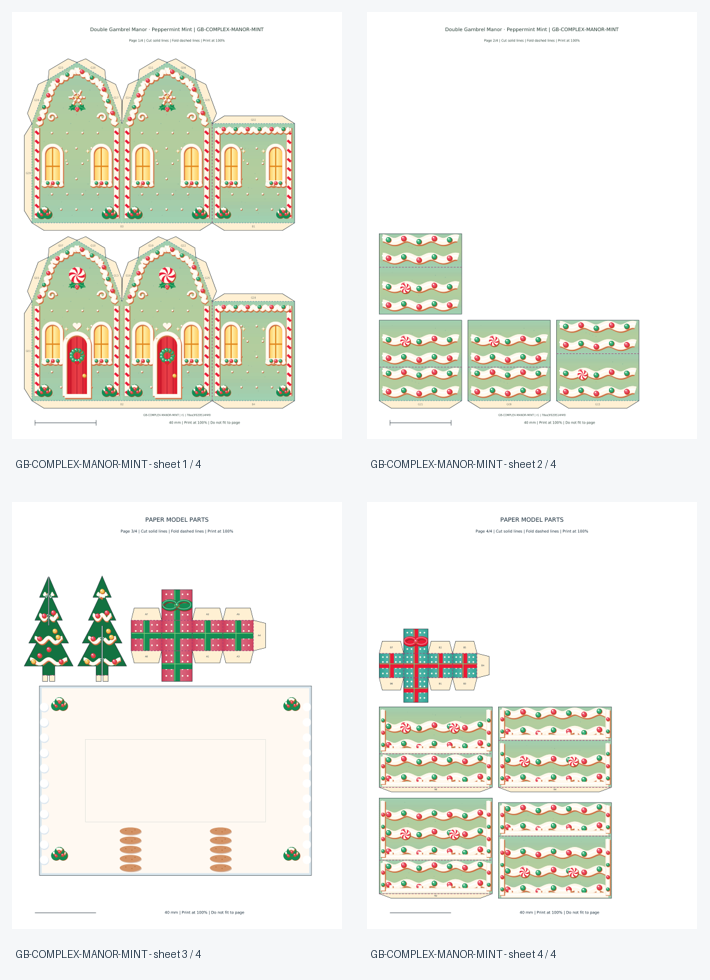 Double Gambrel Manor · Peppermint Mint | GB-COMPLEX-MANOR-MINT
Page 1/4 | Cut solid lines | Fold dashed lines | Print at 100%
40 mm | Print at 100% | Do not fit to page
GB-COMPLEX-MANOR-MINT - sheet 1 / 4
Double Gambrel Manor · Peppermint Mint | GB-COMPLEX-MANOR-MINT
Page 2/4 | Cut solid lines | Fold dashed lines | Print at 100%
40 mm | Print at 100% | Do not fit to page
GB-COMPLEX-MANOR-MINT - sheet 2 / 4
PAPER MODEL PARTS
Page 3/4 | Cut solid lines | Fold dashed lines | Print at 100%
40 mm | Print at 100% | Do not fit to page
GB-COMPLEX-MANOR-MINT - sheet 3 / 4
PAPER MODEL PARTS
Page 4/4 | Cut solid lines | Fold dashed lines | Print at 100%
40 mm | Print at 100% | Do not fit to page
GB-COMPLEX-MANOR-MINT - sheet 4 / 4